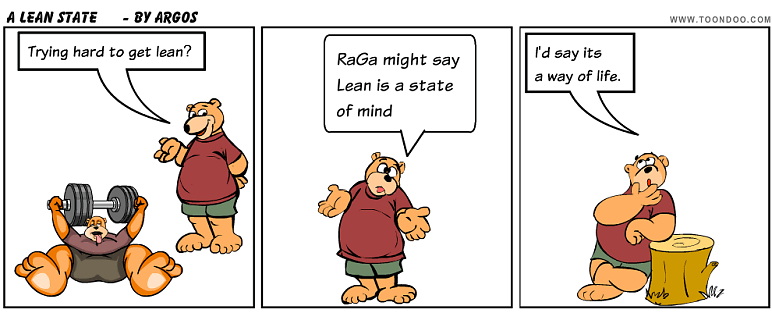 A LEAN STATE - BY ARGOS
WWW.TOONDOO.COM
Trying hard to get lean?
RaGa might say
Lean is a state
of mind
I'd say its
a way of life.